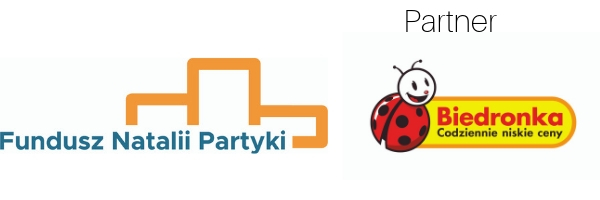 Partner
Fundusz Natalii Partyki
Biedronka
Codziennie niskie ceny